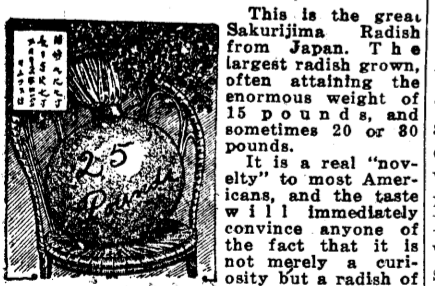 25
Pounds
This is the great
Sakurijima Radish
from Japan. The
largest radish grown,
often attaining the
enormous weight of
15 pounds, and
sometimes 20 or 30
pounds.
It is a real "nov-
elty" to most Amer-
icans, and the taste
will immediately
convince anyone of
the fact that it is
not merely a curi-
osity but a radish of